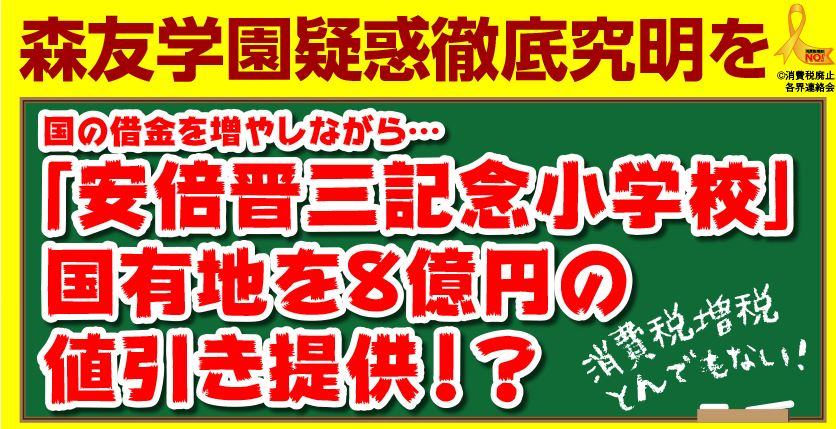 森友学園疑惑徹底究明を
NO!
©消費税廃止
各界連絡会
国の借金を増やしながら…
「安倍晋三記念小学校」
国有地を8億円の
値引き提供!?
消費税増税
とんでもない!